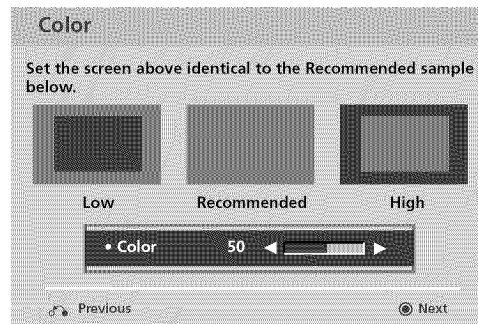 Color
Set the screen above identical to the Recommended sample
below.
Low Recommended High
• Color 50
Previous Next